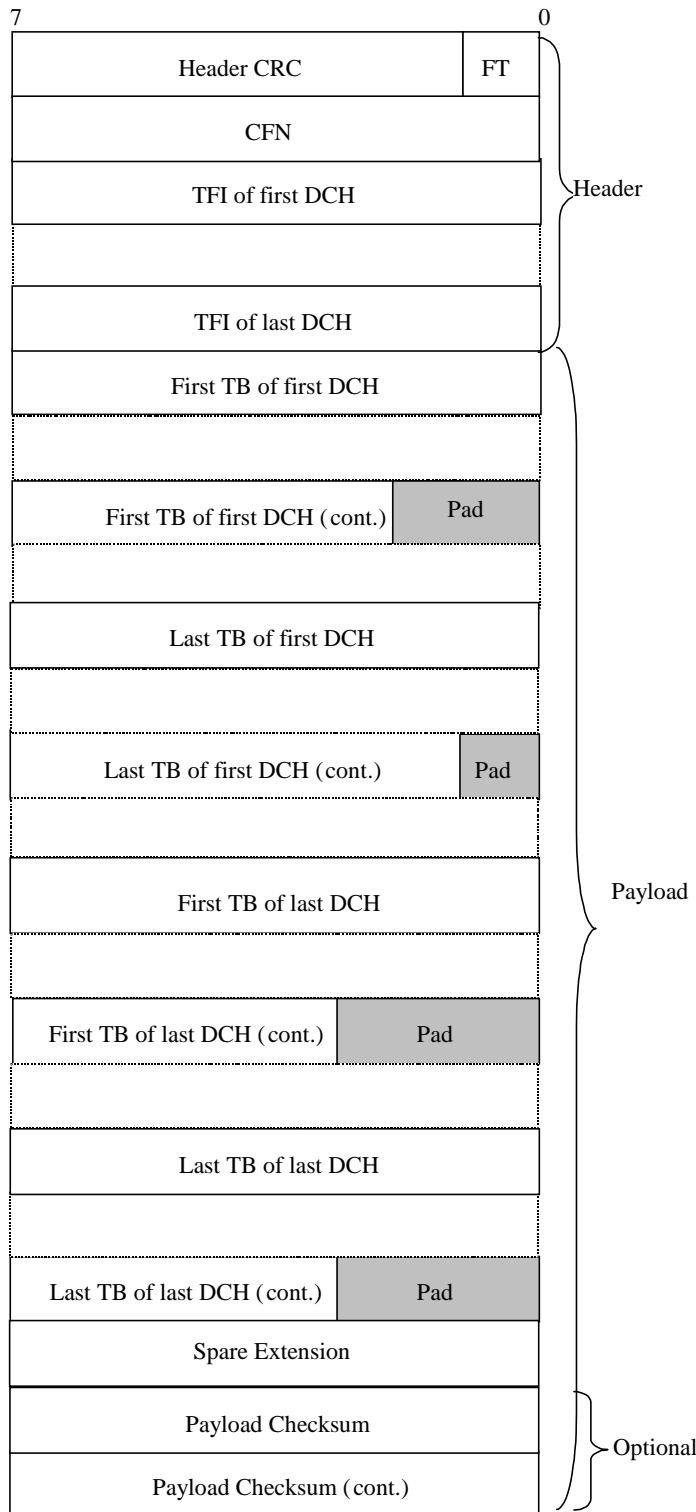 7 0
Header CRC FT
CFN
TFI of first DCH
Header
TFI of last DCH
First TB of first DCH
First TB of first DCH (cont.) Pad
Last TB of first DCH
Last TB of first DCH (cont.) Pad
First TB of last DCH
Payload
First TB of last DCH (cont.) Pad
Last TB of last DCH
Last TB of last DCH (cont.) Pad
Spare Extension
Payload Checksum
Optional
Payload Checksum (cont.)